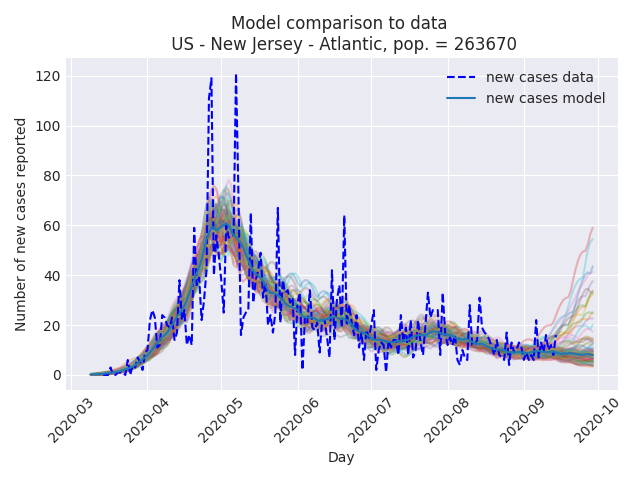 Model comparison to data
US - New Jersey - Atlantic, pop. = 263670
new cases data
new cases model
Number of new cases reported
120
100
80
60
40
20
0
2020-03
2020-04
2020-05
2020-06
2020-07
2020-08
2020-09
2020-10
Day